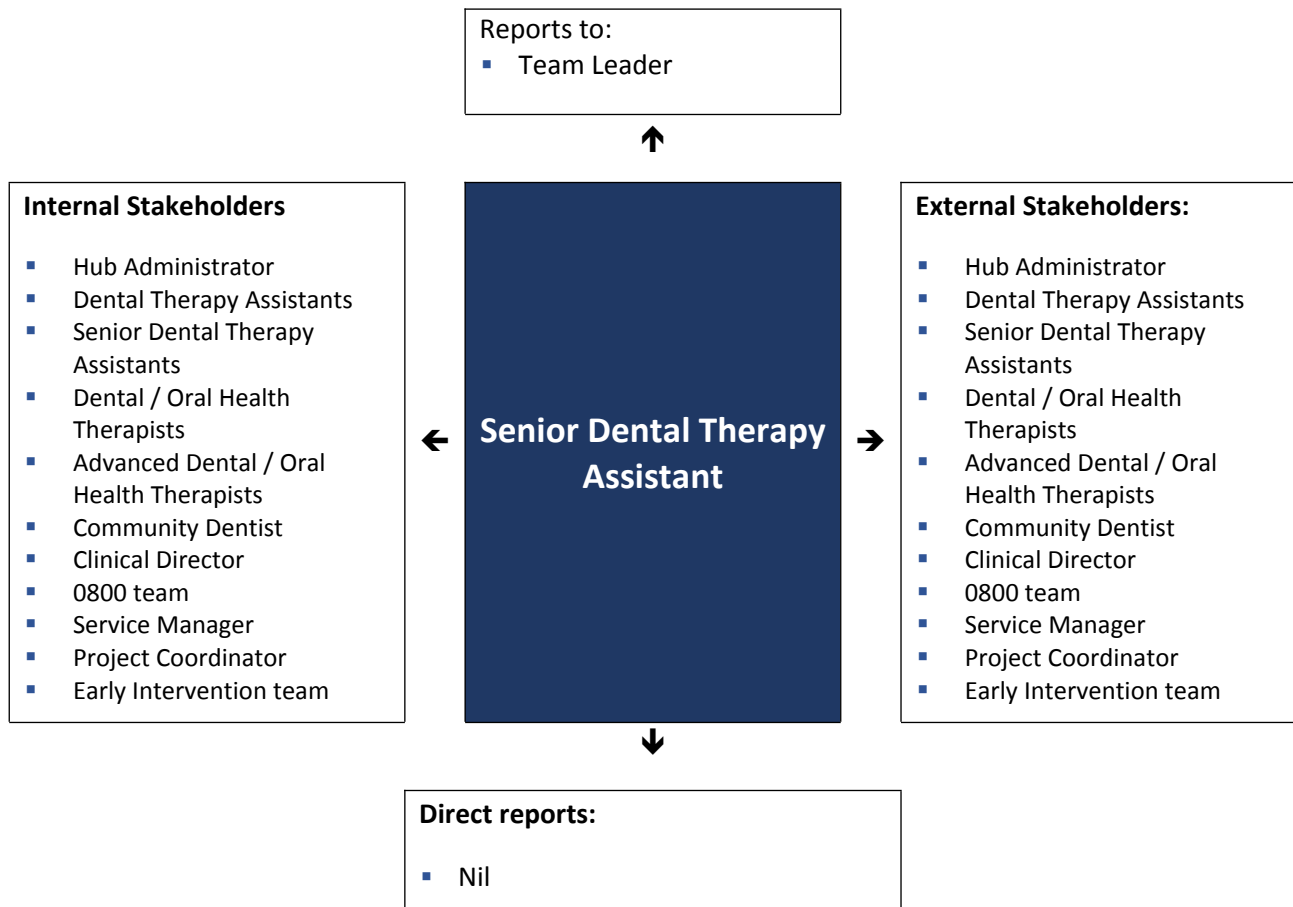 Reports to:
▪ Team Leader
🡩
Internal Stakeholders
▪ Hub Administrator
▪ Dental Therapy Assistants
▪ Senior Dental Therapy
Assistants
▪ Dental / Oral Health
Therapists
▪ Advanced Dental / Oral
Health Therapists
▪ Community Dentist
▪ Clinical Director
▪ 0800 team
▪ Service Manager
▪ Project Coordinator
▪ Early Intervention team
🡨
Senior Dental Therapy
Assistant
🡪
External Stakeholders:
▪ Hub Administrator
▪ Dental Therapy Assistants
▪ Senior Dental Therapy
Assistants
▪ Dental / Oral Health
Therapists
▪ Advanced Dental / Oral
Health Therapists
▪ Community Dentist
▪ Clinical Director
▪ 0800 team
▪ Service Manager
▪ Project Coordinator
▪ Early Intervention team
🡫
Direct reports:
▪ Nil